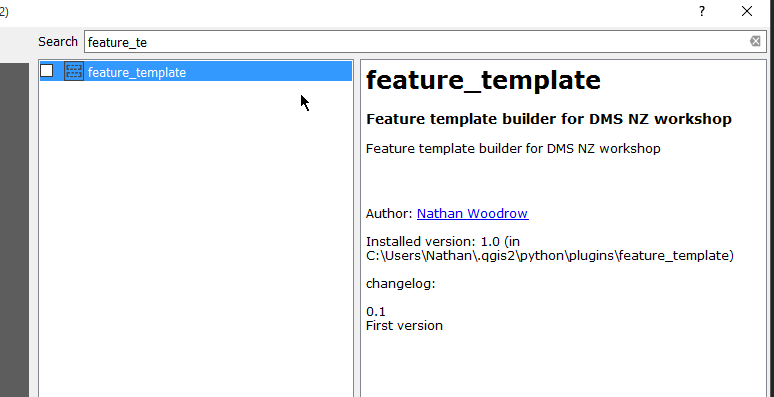 2)
?
Search
feature_te
feature_template
feature_template
Feature template builder for DMS NZ workshop
Feature template builder for DMS NZ workshop
Author: Nathan Woodrow
Installed version: 1.0 (in
C:\Users\Nathan\.qgis2\python\plugins\feature_template)
changelog:
0.1
First version